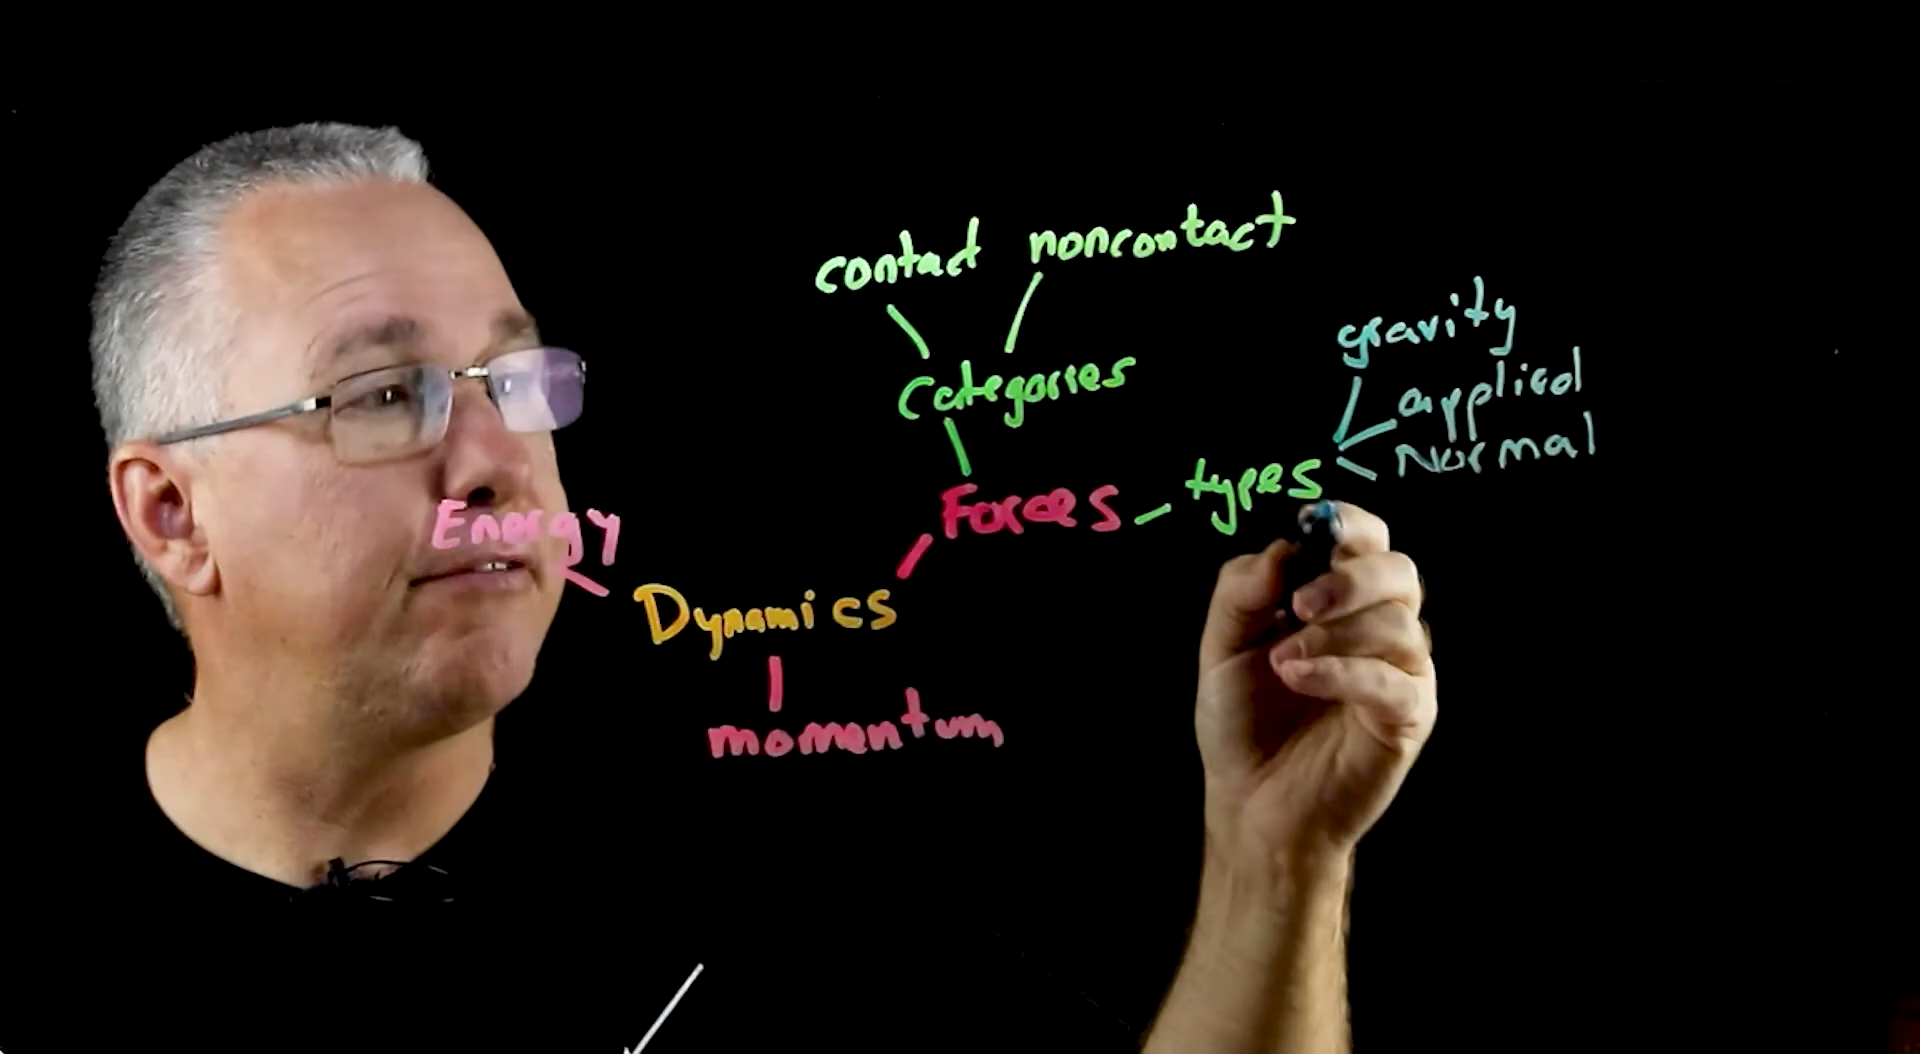 contact noncontact
gravity
categories
applied
Normal
Forces
types
Energy
Dynamics
momentum